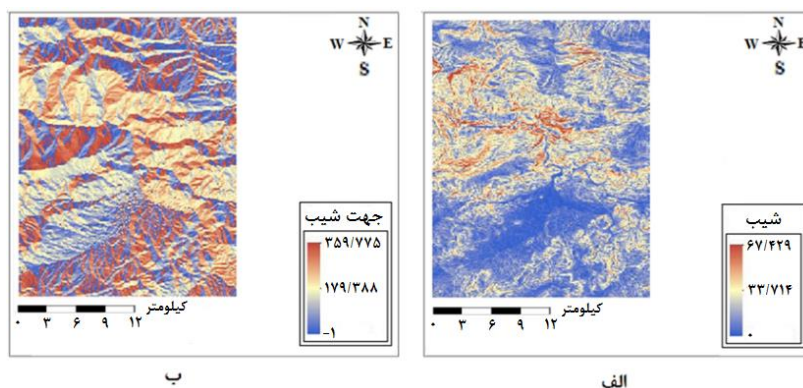 N
W E
S
جهت شیب
۳۵۹/۷۷۵
۱۷۹/۳۸۸
-۱
کیلومتر
۰ ۳ ۶ ۹ ۱۲
ب
N
W E
S
شیب
۶۷/۴۲۹
۳۳/۷۱۴
۰
کیلومتر
۰ ۳ ۶ ۹ ۱۲
الف